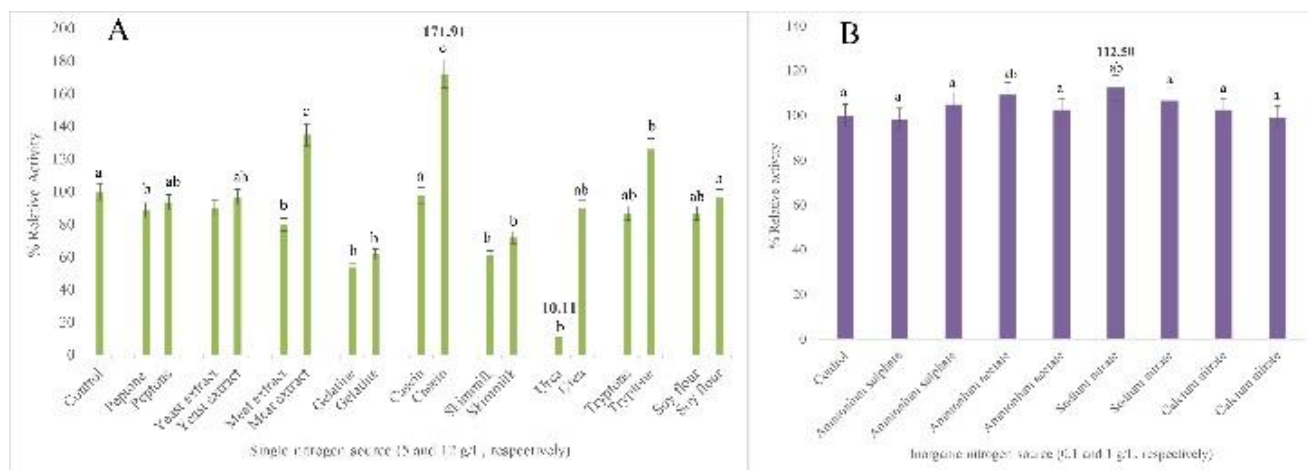 A
200
180
160
140
120
100
80
60
40
20
0
% Relative Activity
171.91
10.11
a
b
ab
ab
b
c
b
b
a
c
b
b
b
ab
ab
b
ab
a
Control
Peptone
Peptone
Yeast extract
Yeast extract
Meat extract
Meat extract
Gelatine
Gelatine
Casein
Casein
Skimmilk
Skimmilk
Urea
Urea
Tryptone
Tryptone
Soy flour
Soy flour
Single nitrogen source (5 and 12 g/L, respectively)
B
140
120
100
80
60
40
20
0
% Relative activity
112.50
a
a
a
ab
a
ab
a
a
a
Control
Ammonium sulphate
Ammonium sulphate
Ammonium acetate
Ammonium acetate
Sodium nitrate
Sodium nitrate
Calcium nitrate
Calcium nitrate
Inorganic nitrogen source (0.1 and 1 g/L, respectively)